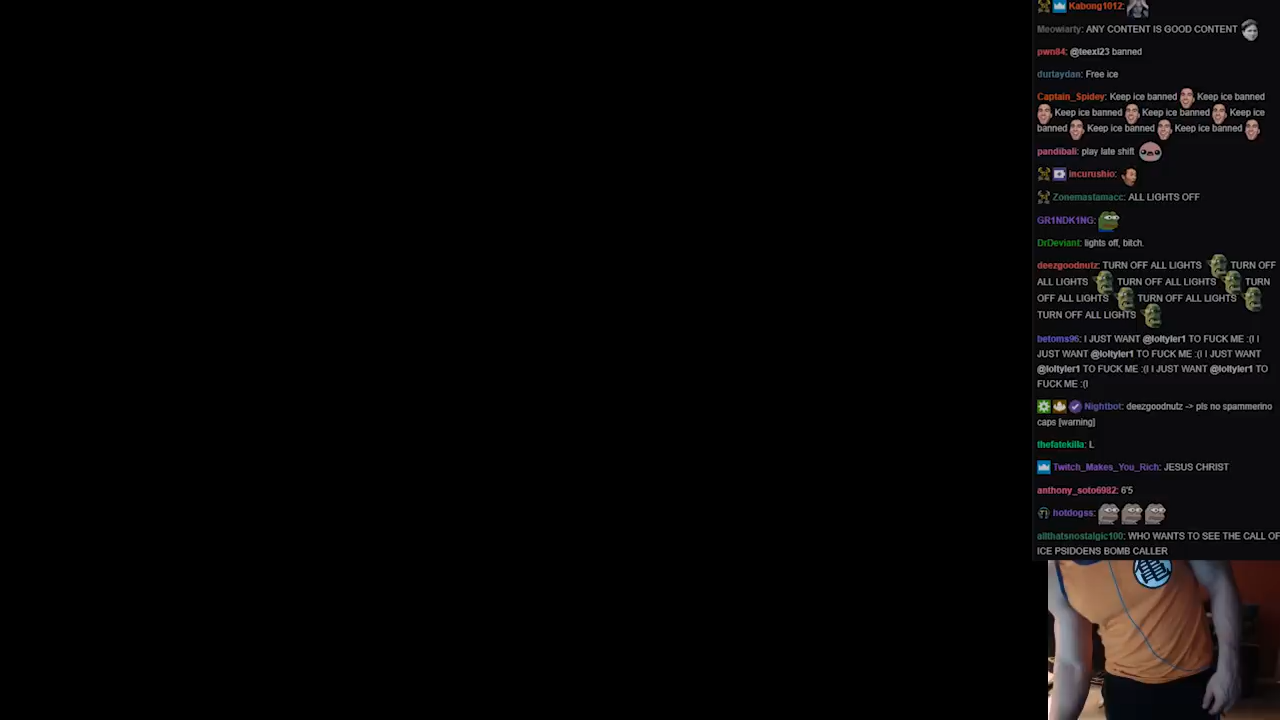 Kabong1012:
Meowiarty: ANY CONTENT IS GOOD CONTENT
pwn84: @teexl23 banned
durtaydan: Free ice
Captain_Spidey: Keep ice banned Keep ice banned
Keep ice banned Keep ice banned Keep ice
banned Keep ice banned Keep ice banned
pandibali: play late shift
incurushio:
Zonemastamacc: ALL LIGHTS OFF
GR1NDK1NG:
DrDeviant: lights off, bitch.
deezgoodnutz: TURN OFF ALL LIGHTS TURN OFF
ALL LIGHTS TURN OFF ALL LIGHTS TURN
OFF ALL LIGHTS TURN OFF ALL LIGHTS
TURN OFF ALL LIGHTS
betoms96: I JUST WANT @loltyler1 TO FUCK ME :(I I
JUST WANT @loltyler1 TO FUCK ME :(I I JUST WANT
@loltyler1 TO FUCK ME :(I I JUST WANT @loltyler1 TO
FUCK ME :(I
Nightbot: deezgoodnutz -> pls no spammerino
caps [warning]
thefatekilla: L
Twitch_Makes_You_Rich: JESUS CHRIST
anthony_soto6982: 6'5
hotdogss:
allthatsnostalgic100: WHO WANTS TO SEE THE CALL OF
ICE PSIDOENS BOMB CALLER